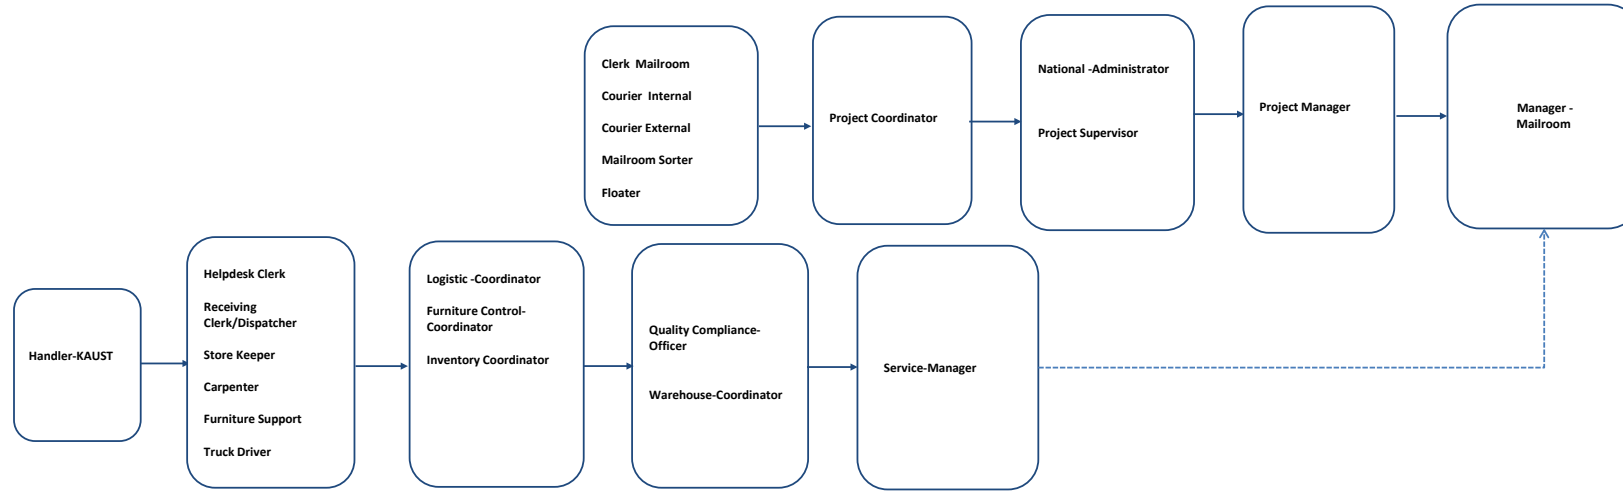 Clerk  Mailroom
Courier  Internal
Courier External
Mailroom Sorter
Floater
Project Coordinator
National -Administrator
Project Supervisor
Project Manager
Manager -
Mailroom
Handler-KAUST
Helpdesk Clerk
Receiving
Clerk/Dispatcher
Store Keeper
Carpenter
Furniture Support
Truck Driver
Logistic -Coordinator
Furniture Control-
Coordinator
Inventory Coordinator
Quality Compliance-
Officer
Warehouse-Coordinator
Service-Manager